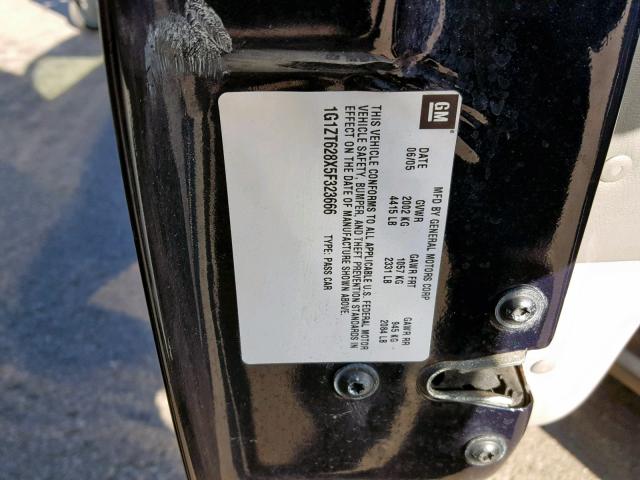 GM
MFD BY GENERAL MOTORS CORP
DATE GVWR GAWR FRT GAWR RR
06/05 2002 KG 1057 KG 945 KG
4415 LB 2331 LB 2084 LB
THIS VEHICLE CONFORMS TO ALL APPLICABLE U.S. FEDERAL MOTOR
VEHICLE SAFETY, BUMPER, AND THEFT PREVENTION STANDARDS IN
EFFECT ON THE DATE OF MANUFACTURE SHOWN ABOVE.
1G1ZT628X5F323666 TYPE: PASS CAR